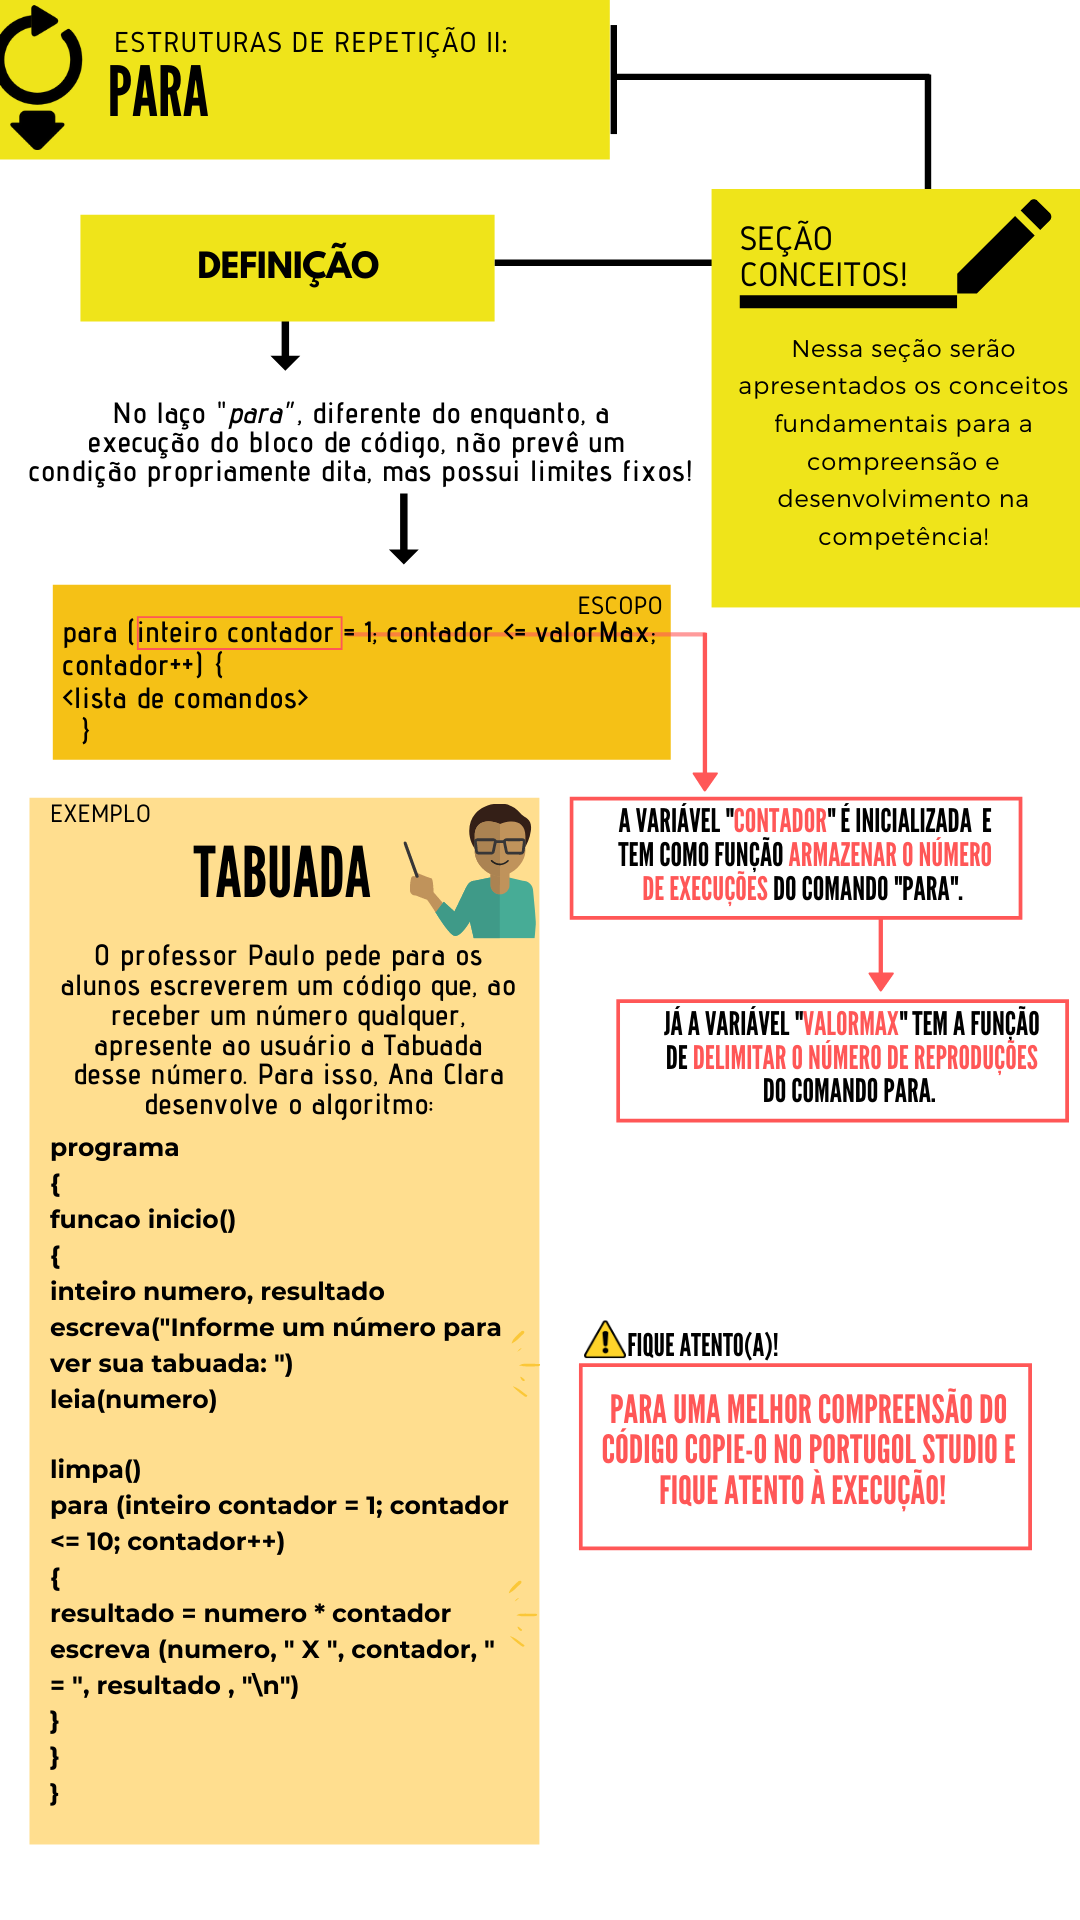 ESTRUTURAS DE REPETIÇÃO II:
PARA
SEÇÃO
CONCEITOS!
Nessa seção serão
apresentados os conceitos
fundamentais para a
compreensão e
desenvolvimento na
competência!
DEFINIÇÃO
No laço "para", diferente do enquanto, a
execução do bloco de código, não prevê um
condição propriamente dita, mas possui limites fixos!
ESCOPO
para (inteiro contador = 1; contador <= valorMax;
contador++) {
<lista de comandos>
}
A VARIÁVEL "CONTADOR" É INICIALIZADA E
TEM COMO FUNÇÃO ARMAZENAR O NÚMERO
DE EXECUÇÕES DO COMANDO "PARA".
JÁ A VARIÁVEL "VALORMAX" TEM A FUNÇÃO
DE DELIMITAR O NÚMERO DE REPRODUÇÕES
DO COMANDO PARA.
EXEMPLO
TABUADA
O professor Paulo pede para os
alunos escreverem um código que, ao
receber um número qualquer,
apresente ao usuário a Tabuada
desse número. Para isso, Ana Clara
desenvolve o algoritmo:
programa
{
funcao inicio()
{
inteiro numero, resultado
escreva("Informe um número para
ver sua tabuada: ")
leia(numero)
limpa()
para (inteiro contador = 1; contador
<= 10; contador++)
{
resultado = numero * contador
escreva (numero, " X ", contador, "
= ", resultado , "\n")
}
}
}
FIQUE ATENTO(A)!
PARA UMA MELHOR COMPREENSÃO DO
CÓDIGO COPIE-O NO PORTUGOL STUDIO E
FIQUE ATENTO À EXECUÇÃO!